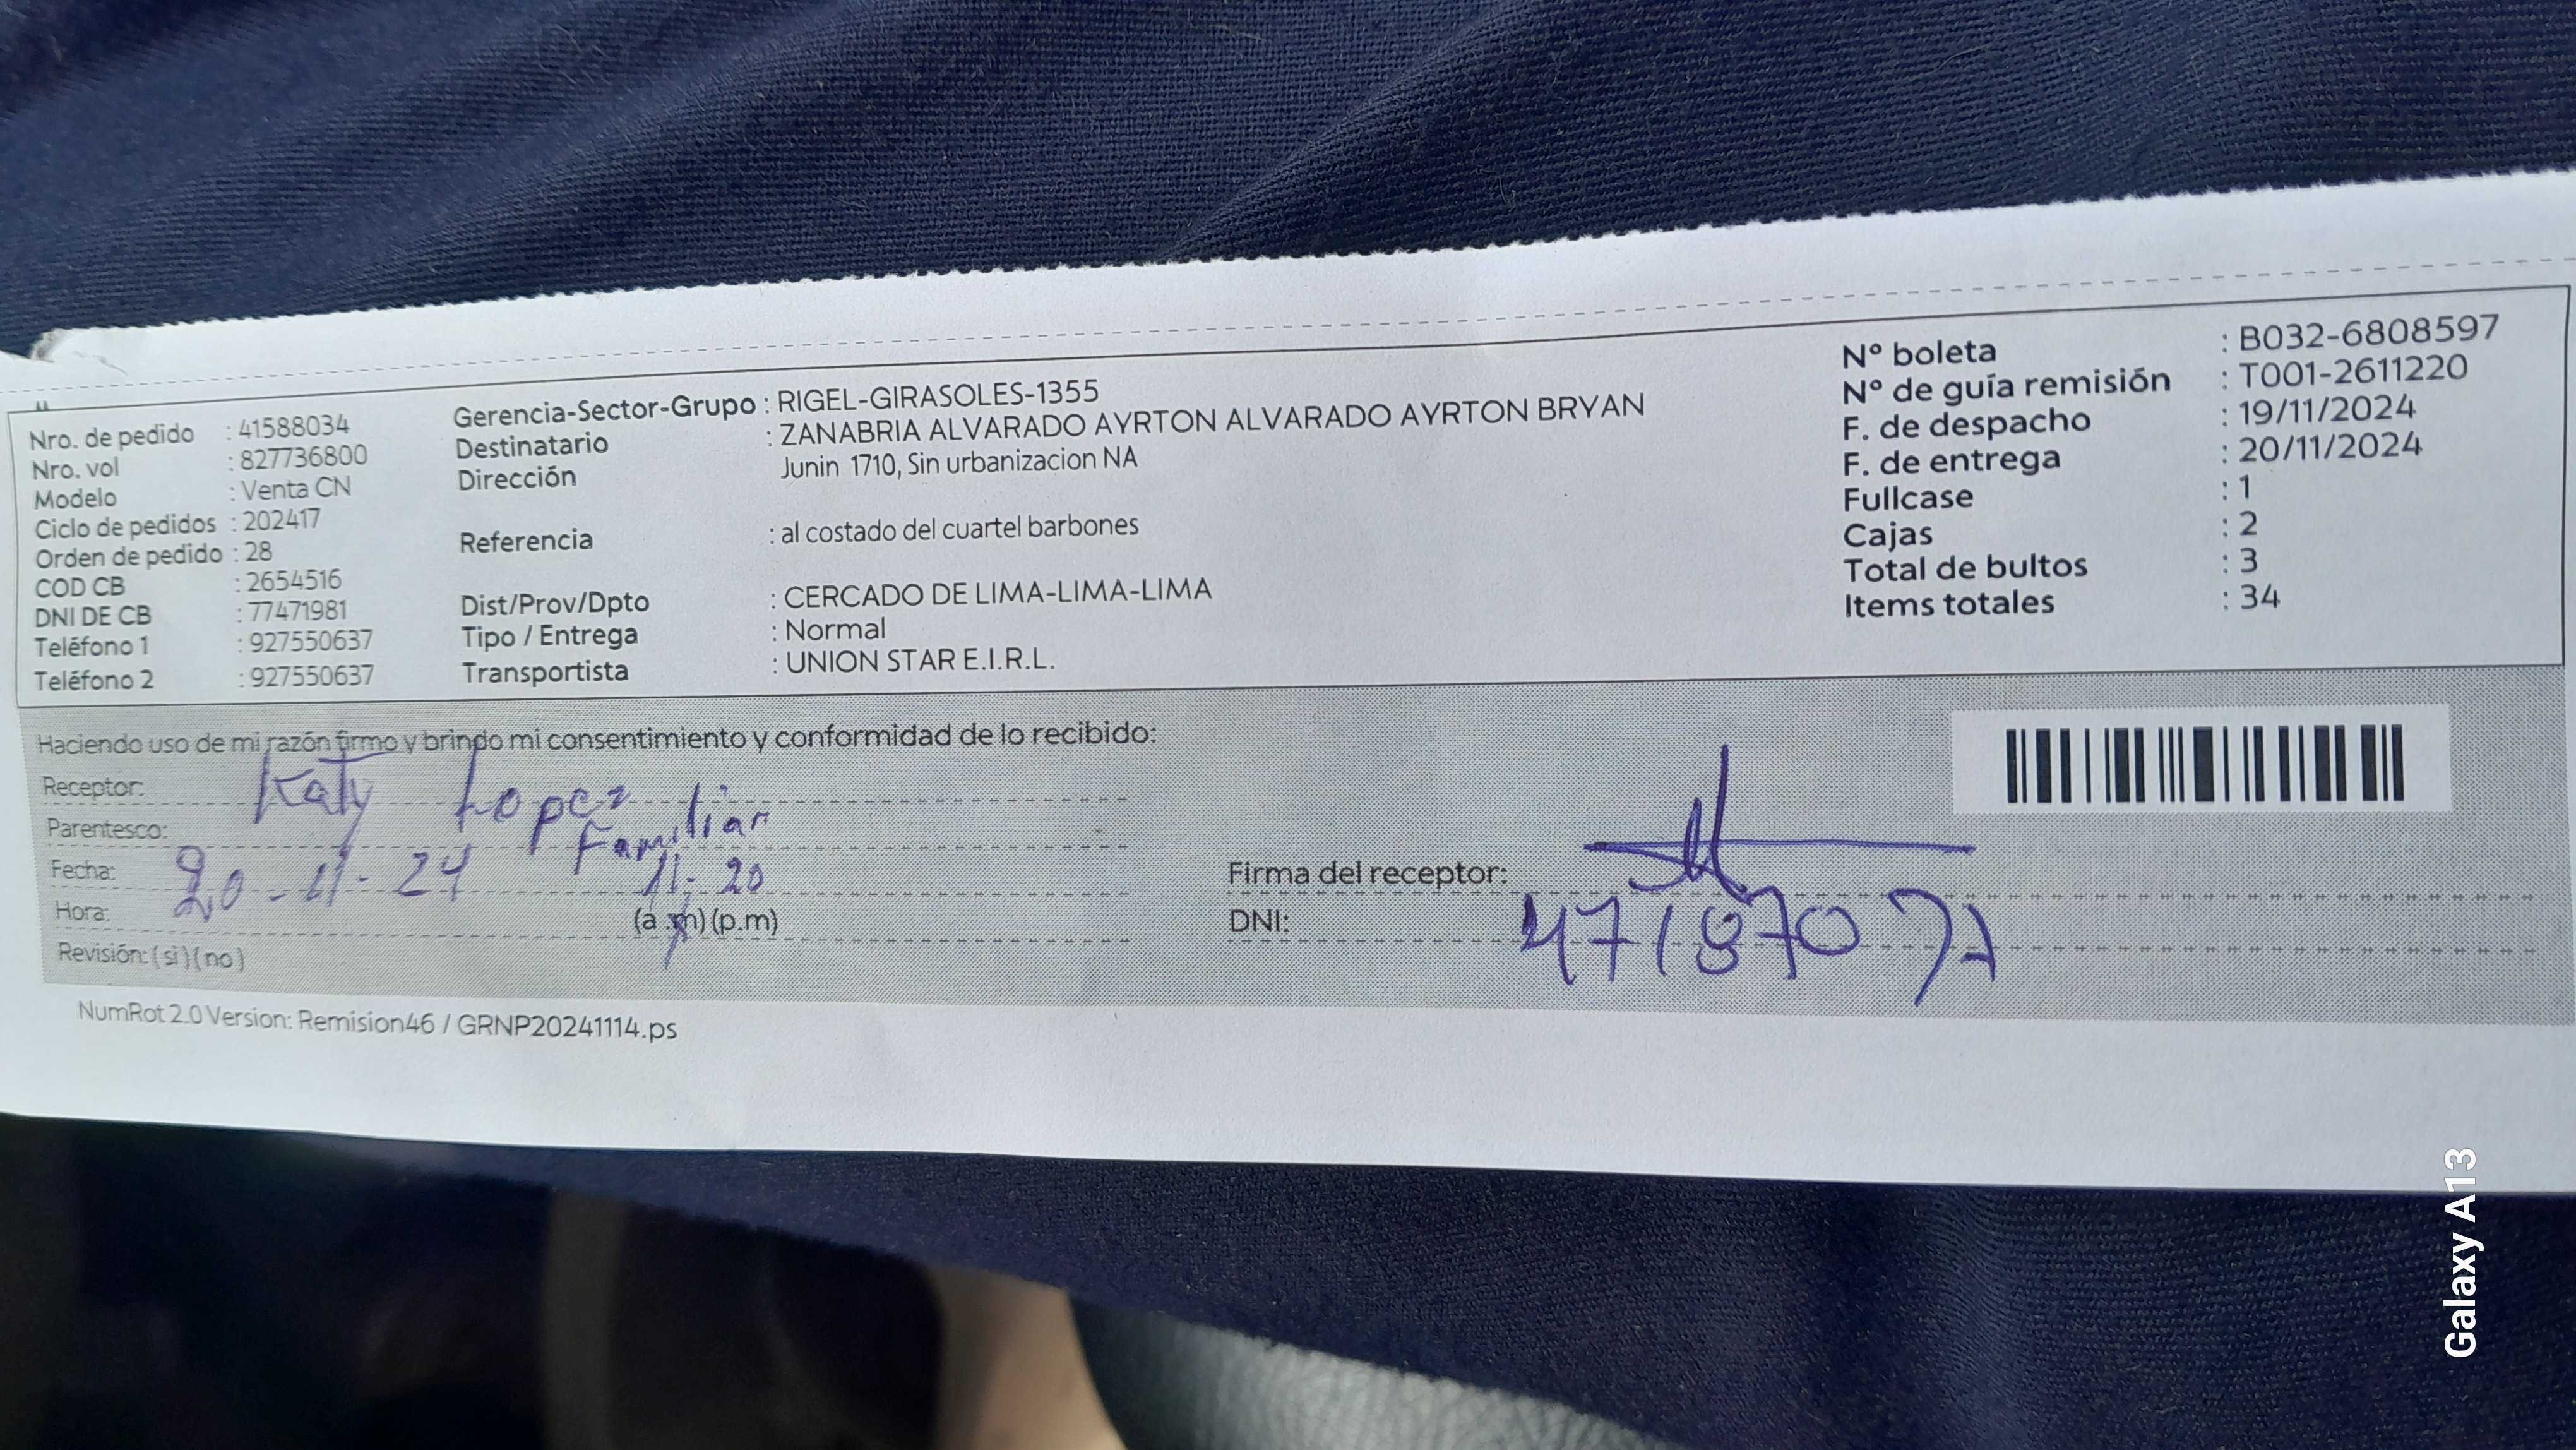 Nro. de pedido : 41588034
Nro. vol : 827736800
Modelo : Venta CN
Ciclo de pedidos : 202417
Orden de pedido : 28
COD CB : 2654516
DNI DE CB : 77471981
Teléfono 1 : 927550637
Teléfono 2 : 927550637
Gerencia-Sector-Grupo : RIGEL-GIRASOLES-1355
Destinatario : ZANABRIA ALVARADO AYRTON ALVARADO AYRTON BRYAN
Dirección Junin 1710, Sin urbanizacion NA
Referencia : al costado del cuartel barbones
Dist/Prov/Dpto : CERCADO DE LIMA-LIMA-LIMA
Tipo / Entrega : Normal
Transportista : UNION STAR E.I.R.L.
N° boleta : B032-6808597
N° de guía remisión : T001-2611220
F. de despacho : 19/11/2024
F. de entrega : 20/11/2024
Fullcase : 1
Cajas : 2
Total de bultos : 3
Items totales : 34
Haciendo uso de mi razón firmo y brindo mi consentimiento y conformidad de lo recibido:
Receptor: Katy Lopez
Parentesco: Familiar
Fecha: 20-11-24
Hora: 11:20 (a.m)(p.m)
Revisión:(si)(no)
Firma del receptor:
DNI:
NumRot 2.0 Version: Remision46 / GRNP20241114.ps
Galaxy A13